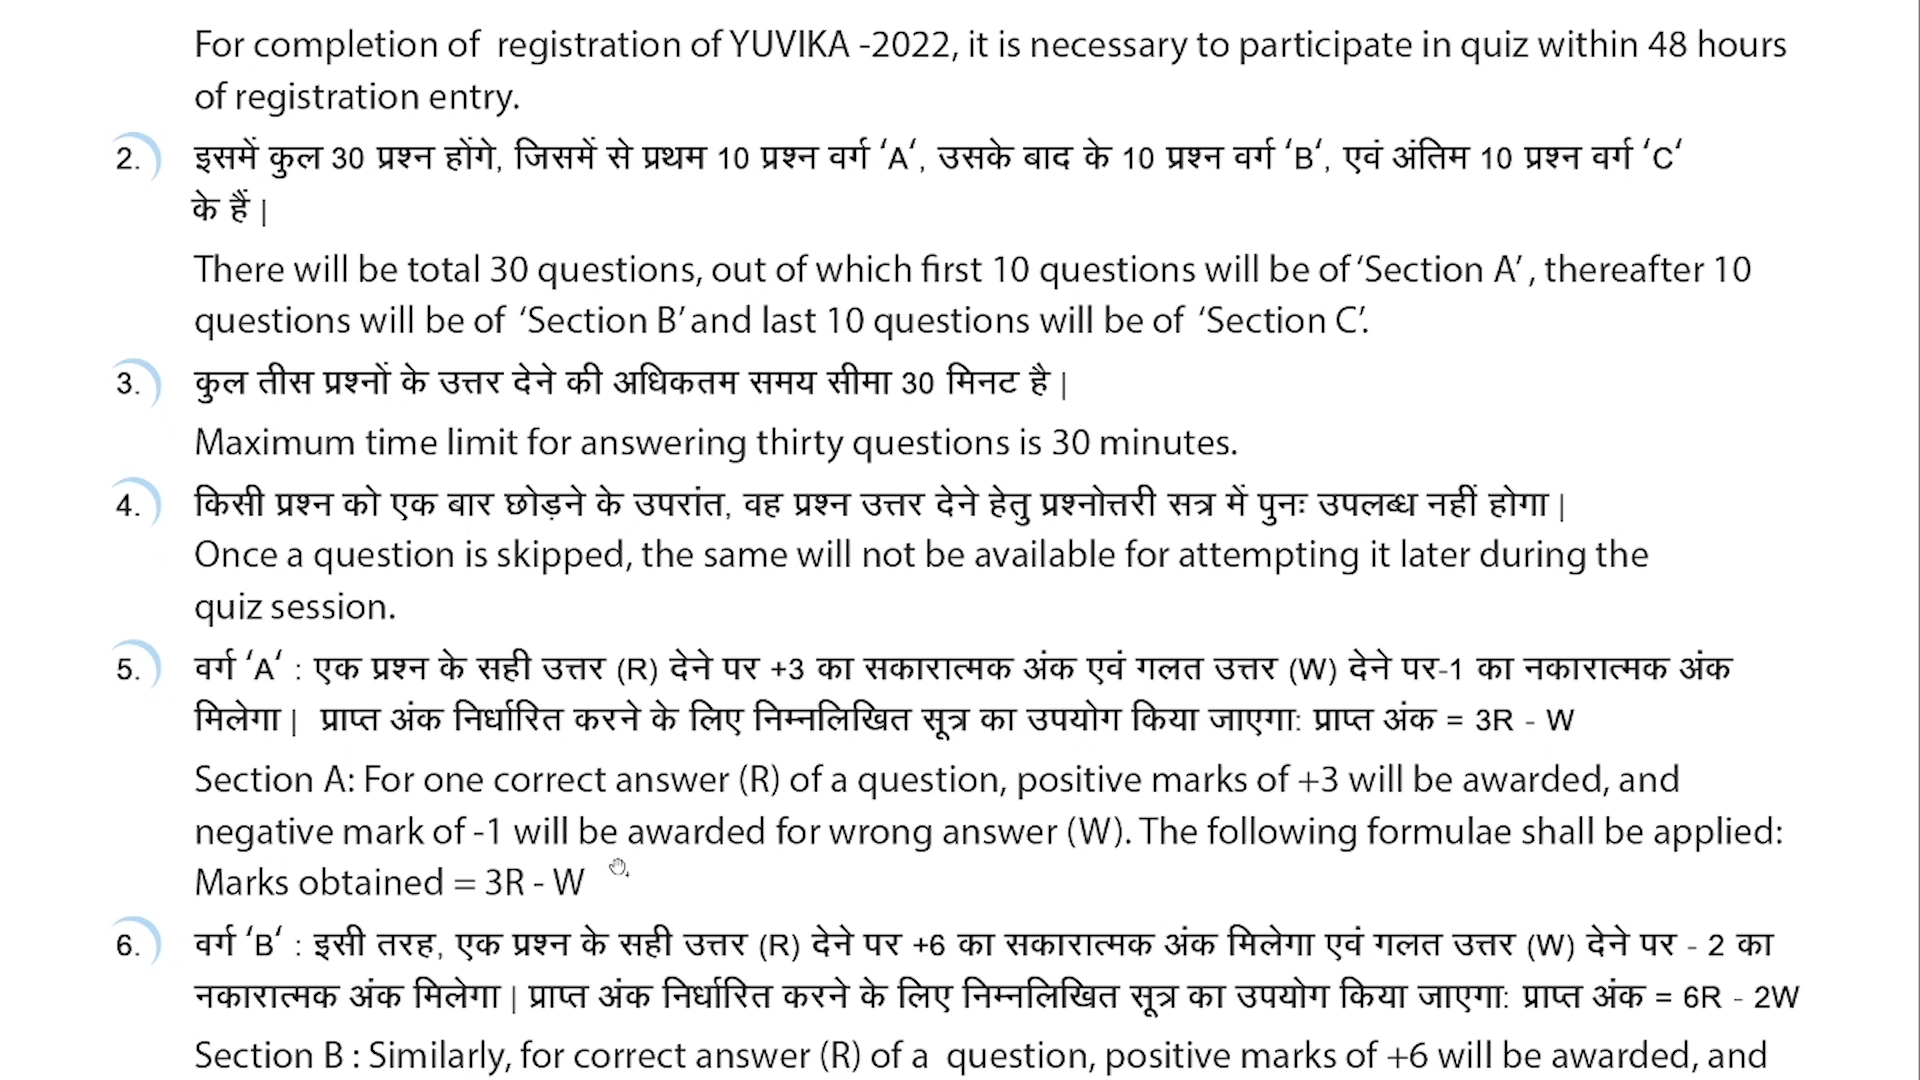 For completion of registration of YUVIKA -2022, it is necessary to participate in quiz within 48 hours
of registration entry.
2. इसमें कुल 30 प्रश्न होंगे, जिसमें से प्रथम 10 प्रश्न वर्ग ‘A‘, उसके बाद के 10 प्रश्न वर्ग ‘B‘, एवं अंतिम 10 प्रश्न वर्ग ‘C‘
के हैं |
There will be total 30 questions, out of which first 10 questions will be of ‘Section A’, thereafter 10
questions will be of ‘Section B’ and last 10 questions will be of ‘Section C’.
3. कुल तीस प्रश्नों के उत्तर देने की अधिकतम समय सीमा 30 मिनट है |
Maximum time limit for answering thirty questions is 30 minutes.
4. किसी प्रश्न को एक बार छोड़ने के उपरांत, वह प्रश्न उत्तर देने हेतु प्रश्नोत्तरी सत्र में पुनः उपलब्ध नहीं होगा |
Once a question is skipped, the same will not be available for attempting it later during the
quiz session.
5. वर्ग ‘A‘ : एक प्रश्न के सही उत्तर (R) देने पर +3 का सकारात्मक अंक एवं गलत उत्तर (W) देने पर-1 का नकारात्मक अंक
मिलेगा | प्राप्त अंक निर्धारित करने के लिए निम्नलिखित सूत्र का उपयोग किया जाएगा: प्राप्त अंक = 3R - W
Section A: For one correct answer (R) of a question, positive marks of +3 will be awarded, and
negative mark of -1 will be awarded for wrong answer (W). The following formulae shall be applied:
Marks obtained = 3R - W
6. वर्ग ‘B‘ : इसी तरह, एक प्रश्न के सही उत्तर (R) देने पर +6 का सकारात्मक अंक मिलेगा एवं गलत उत्तर (W) देने पर - 2 का
नकारात्मक अंक मिलेगा | प्राप्त अंक निर्धारित करने के लिए निम्नलिखित सूत्र का उपयोग किया जाएगा: प्राप्त अंक = 6R - 2W
Section B : Similarly, for correct answer (R) of a question, positive marks of +6 will be awarded, and